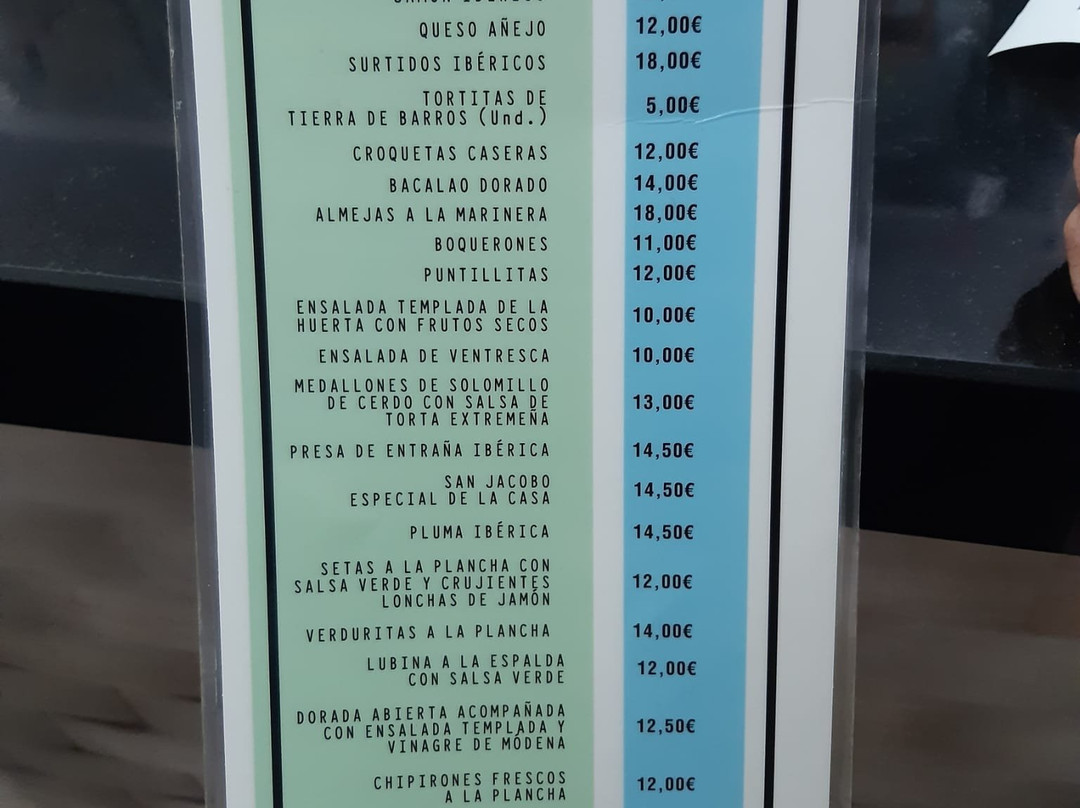 QUESO AÑEJO 12,00€
SURTIDOS IBÉRICOS 18,00€
TORTITAS DE
TIERRA DE BARROS (Und.) 5,00€
CROQUETAS CASERAS 12,00€
BACALAO DORADO 14,00€
ALMEJAS A LA MARINERA 18,00€
BOQUERONES 11,00€
PUNTILLITAS 12,00€
ENSALADA TEMPLADA DE LA
HUERTA CON FRUTOS SECOS 10,00€
ENSALADA DE VENTRESCA 10,00€
MEDALLONES DE SOLOMILLO
DE CERDO CON SALSA DE 13,00€
TORTA EXTREMEÑA
PRESA DE ENTRAÑA IBÉRICA 14,50€
SAN JACOBO
ESPECIAL DE LA CASA 14,50€
PLUMA IBÉRICA 14,50€
SETAS A LA PLANCHA CON
SALSA VERDE Y CRUJIENTES 12,00€
LONCHAS DE JAMÓN
VERDURITAS A LA PLANCHA 14,00€
LUBINA A LA ESPALDA
CON SALSA VERDE 12,00€
DORADA ABIERTA ACOMPAÑADA
CON ENSALADA TEMPLADA Y 12,50€
VINAGRE DE MÓDENA
CHIPIRONES FRESCOS
A LA PLANCHA 12,00€